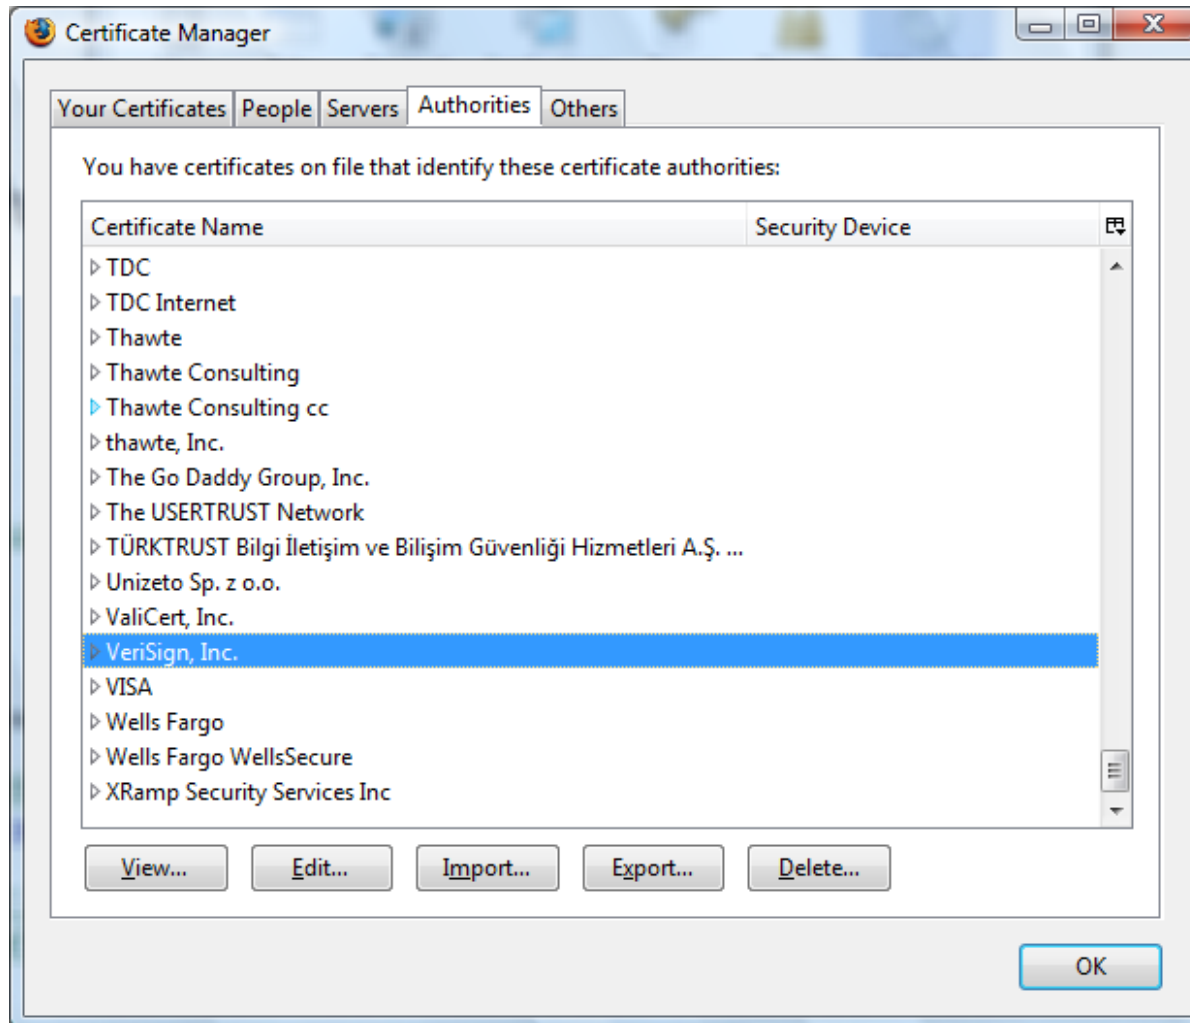 Certificate Manager
Your Certificates People Servers Authorities Others
You have certificates on file that identify these certificate authorities:
Certificate Name Security Device
TDC
TDC Internet
Thawte
Thawte Consulting
Thawte Consulting cc
thawte, Inc.
The Go Daddy Group, Inc.
The USERTRUST Network
TÜRKTRUST Bilgi İletişim ve Bilişim Güvenliği Hizmetleri A.Ş. ...
Unizeto Sp. z o.o.
ValiCert, Inc.
VeriSign, Inc.
VISA
Wells Fargo
Wells Fargo WellsSecure
XRamp Security Services Inc
View... Edit... Import... Export... Delete...
OK